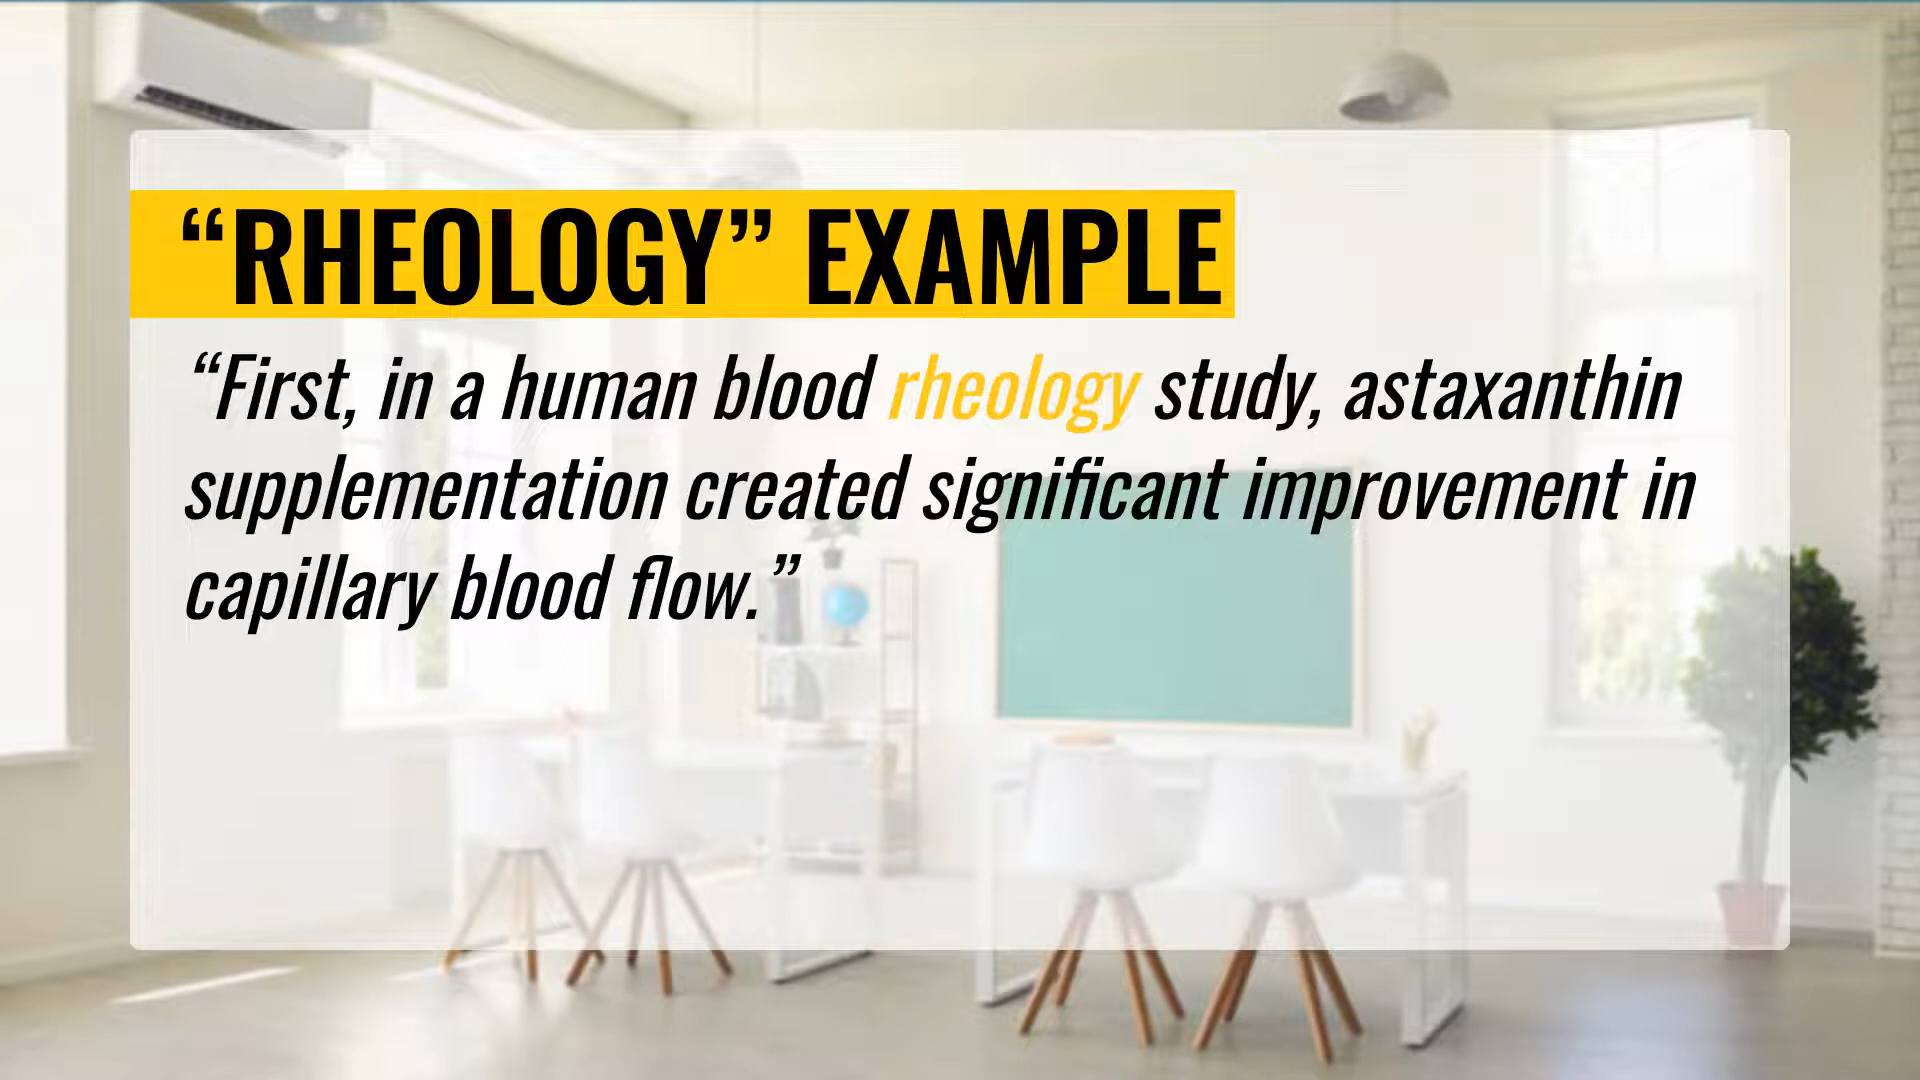 “RHEOLOGY” EXAMPLE
“First, in a human blood rheology study, astaxanthin
supplementation created significant improvement in
capillary blood flow.”